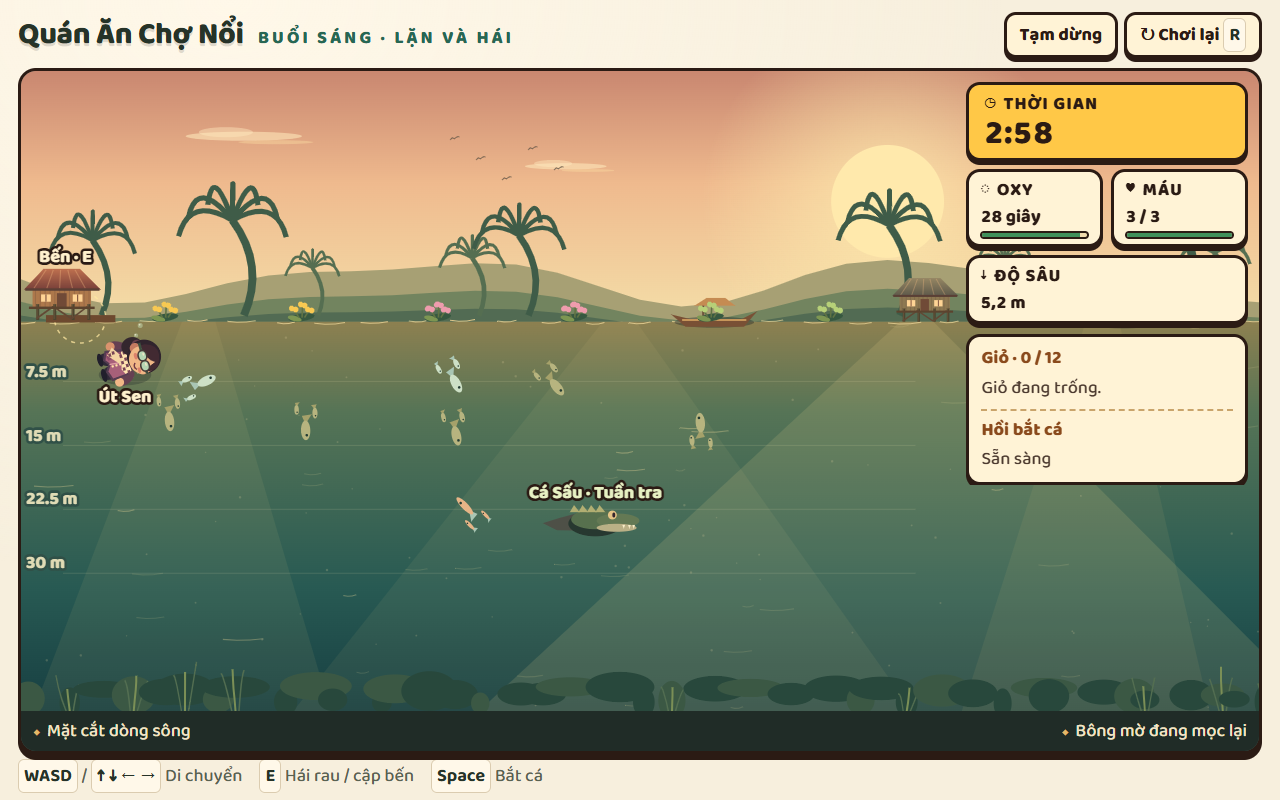 Quán Ăn Chợ Nổi
BUỔI SÁNG · LẶN VÀ HÁI
Tạm dừng
↻ Chơi lại R
THỜI GIAN
2:58
OXY
28 giây
MÁU
3 / 3
↓ ĐỘ SÂU
5,2 m
Giỏ · 0 / 12
Giỏ đang trống.
Hồi bắt cá
Sẵn sàng
Bến · E
Út Sen
7.5 m
15 m
22.5 m
30 m
Cá Sấu · Tuần tra
Mặt cắt dòng sông
Bông mờ đang mọc lại
WASD / ↑↓← → Di chuyển E Hái rau / cập bến Space Bắt cá